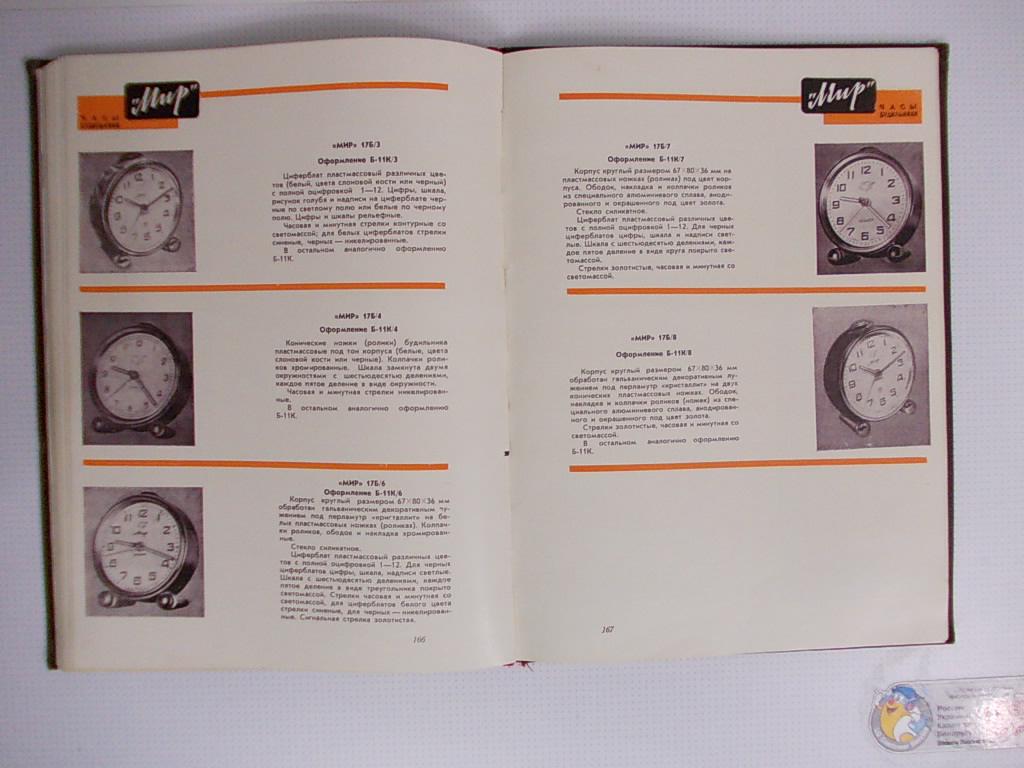 "Мир"
ЧАСЫ
БУДИЛЬНИКИ
«МИР» 17Б/3
Оформление Б-11К/3
Циферблат пластмассовый различных цве-
тов (белый, цвета слоновой кости или черный)
с полной оцифровкой 1—12. Цифры, шкала,
рисунок голубя и надписи на циферблате чер-
ные по светлому полю или белые по черному
полю. Цифры и шкалы рельефные.
Часовая и минутная стрелки контурные со
светомассой; для белых циферблатов стрелки
синеные, черных — никелированные.
В остальном аналогично оформлению
Б-11К.
«МИР» 17Б/4
Оформление Б-11К/4
Конические ножки (ролики) будильника
пластмассовые под тон корпуса (белые, цвета
слоновой кости или черные). Колпачки роли-
ков хромированные. Шкала замкнута двумя
окружностями с шестьюдесятью делениями,
каждое пятое деление в виде окружности.
Часовая и минутная стрелки никелирован-
ные.
В остальном аналогично оформлению
Б-11К.
«МИР» 17Б/6
Оформление Б-11К/6
Корпус круглый размером 67×80×36 мм
обработан гальваническим декоративным лу-
жением под перламутр «кристаллит» на бе-
лых пластмассовых ножках (роликах). Колпач-
ки роликов, ободок и накладка хромирован-
ные.
Стекло силикатное.
Циферблат пластмассовый различных цве-
тов с полной оцифровкой 1—12. Для черных
циферблатов цифры, шкала, надписи светлые.
Шкала с шестьюдесятью делениями, каждое
пятое деление в виде треугольника покрыто
светомассой. Стрелки часовая и минутная со
светомассой, для циферблатов белого цвета
стрелки синеные, для черных — никелирован-
ные. Сигнальная стрелка золотистая.
166
"Мир"
ЧАСЫ
БУДИЛЬНИКИ
«МИР» 17Б/7
Оформление Б-11К/7
Корпус круглый размером 67×80×36 мм на
пластмассовых ножках (роликах) под цвет кор-
пуса. Ободок, накладка и колпачки роликов
из специального алюминиевого сплава, аноди-
рованного и окрашенного под цвет золота.
Стекло силикатное.
Циферблат пластмассовый различных цве-
тов с полной оцифровкой 1—12. Для черных
циферблатов цифры, шкала и надписи свет-
лые. Шкала с шестьюдесятью делениями, каж-
дое пятое деление в виде круга покрыто све-
томассой.
Стрелки золотистые, часовая и минутная со
светомассой.
«МИР» 17Б/8
Оформление Б-11К/8
Корпус круглый размером 67×80×36 мм
обработан гальваническим декоративным лу-
жением под перламутр «кристаллит» на двух
конических пластмассовых ножках. Ободок,
накладка и колпачки роликов (ножек) из спе-
циального алюминиевого сплава, анодированно-
го и окрашенного под цвет золота.
Стрелки золотистые, часовая и минутная со
светомассой.
В остальном аналогично оформлению
Б-11К.
167